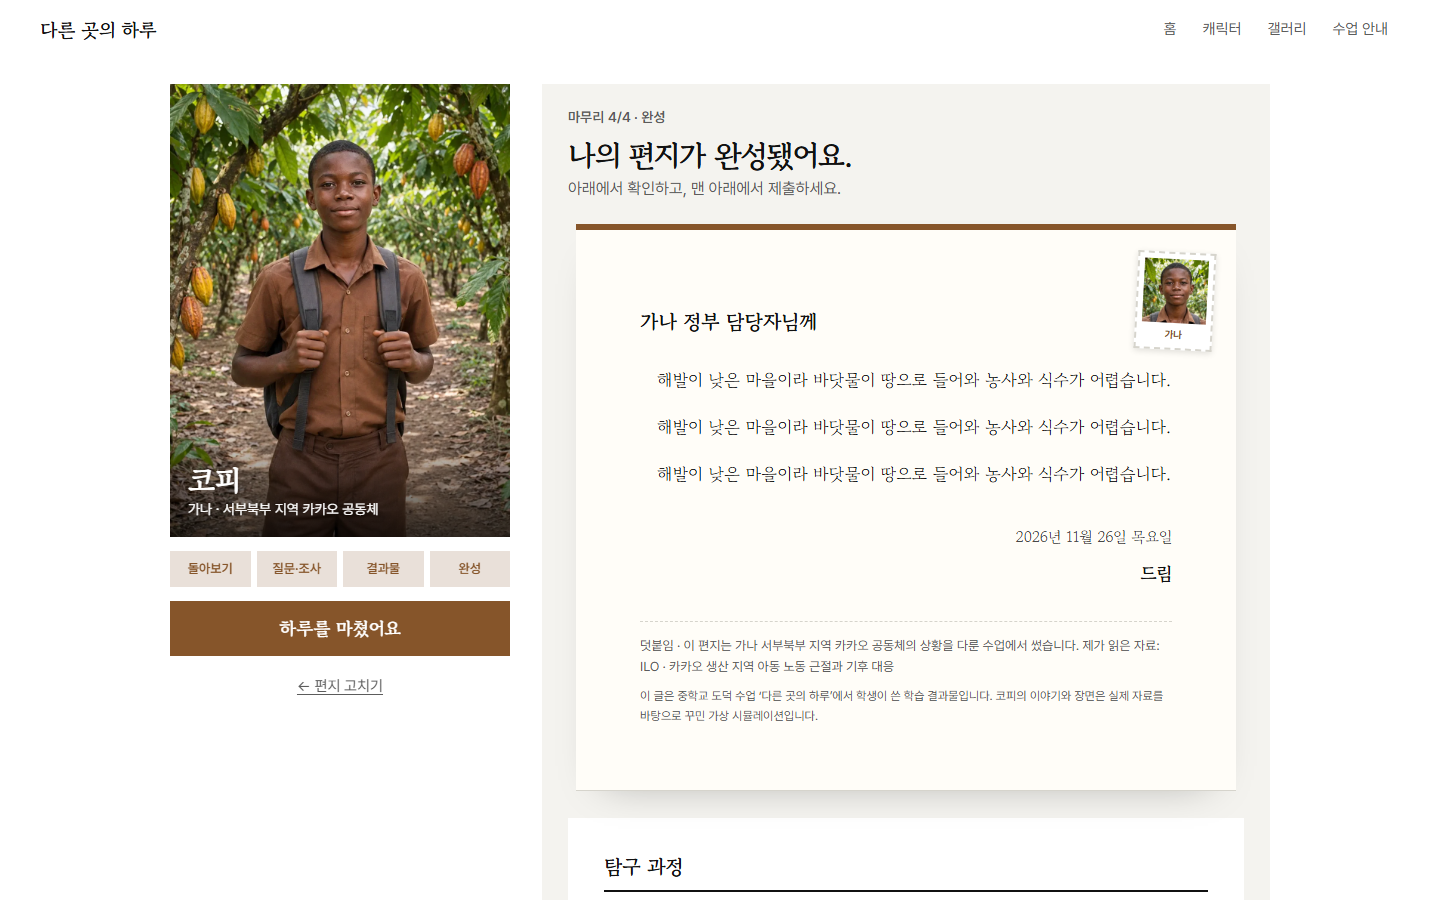 다른 곳의 하루
홈 캐릭터 갤러리 수업 안내
코피
가나 · 서부북부 지역 카카오 공동체
돌아보기 질문·조사 결과물 완성
하루를 마쳤어요
← 편지 고치기
마무리 4/4 · 완성
나의 편지가 완성됐어요.
아래에서 확인하고, 맨 아래에서 제출하세요.
가나
가나 정부 담당자님께
해발이 낮은 마을이라 바닷물이 땅으로 들어와 농사와 식수가 어렵습니다.
해발이 낮은 마을이라 바닷물이 땅으로 들어와 농사와 식수가 어렵습니다.
해발이 낮은 마을이라 바닷물이 땅으로 들어와 농사와 식수가 어렵습니다.
2026년 11월 26일 목요일
드림
덧붙임 · 이 편지는 가나 서부북부 지역 카카오 공동체의 상황을 다룬 수업에서 썼습니다. 제가 읽은 자료:
ILO · 카카오 생산 지역 아동 노동 근절과 기후 대응
이 글은 중학교 도덕 수업 ‘다른 곳의 하루’에서 학생이 쓴 학습 결과물입니다. 코피의 이야기와 장면은 실제 자료를
바탕으로 꾸민 가상 시뮬레이션입니다.
탐구 과정